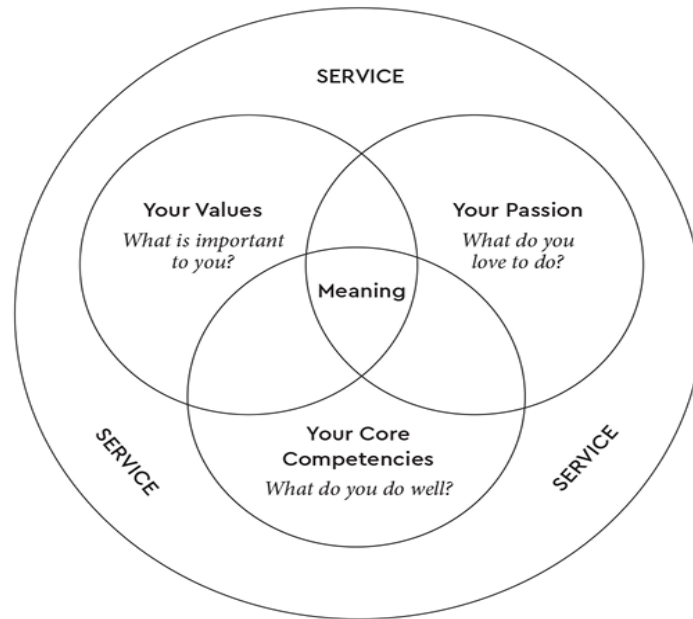 SERVICE
Your Values
What is important
to you?
Your Passion
What do you
love to do?
Meaning
Your Core
Competencies
What do you do well?
SERVICE
SERVICE